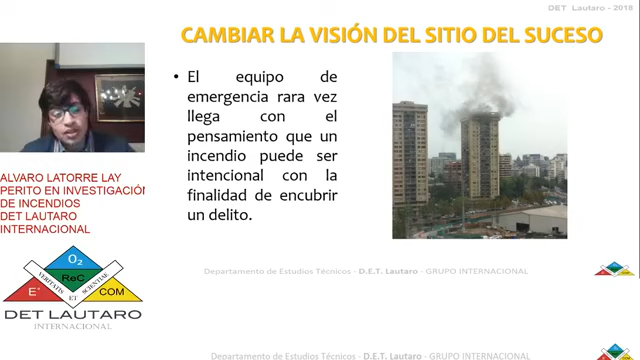 DET Lautaro - 2018
CAMBIAR LA VISIÓN DEL SITIO DEL SUCESO
• El equipo de
emergencia rara vez
llega con el
pensamiento que un
incendio puede ser
intencional con la
finalidad de encubrir
un delito.
ALVARO LATORRE LAY
PERITO EN INVESTIGACIÓN
DE INCENDIOS
DET LAUTARO
INTERNACIONAL
O₂
ReC
VERITATIS ET SCIENTIAE
E°
COM
DET LAUTARO
INTERNACIONAL
Departamento de Estudios Técnicos - D.E.T. Lautaro - GRUPO INTERNACIONAL
Departamento de Estudios Técnicos - D.E.T. Lautaro - GRUPO INTERNACIONAL